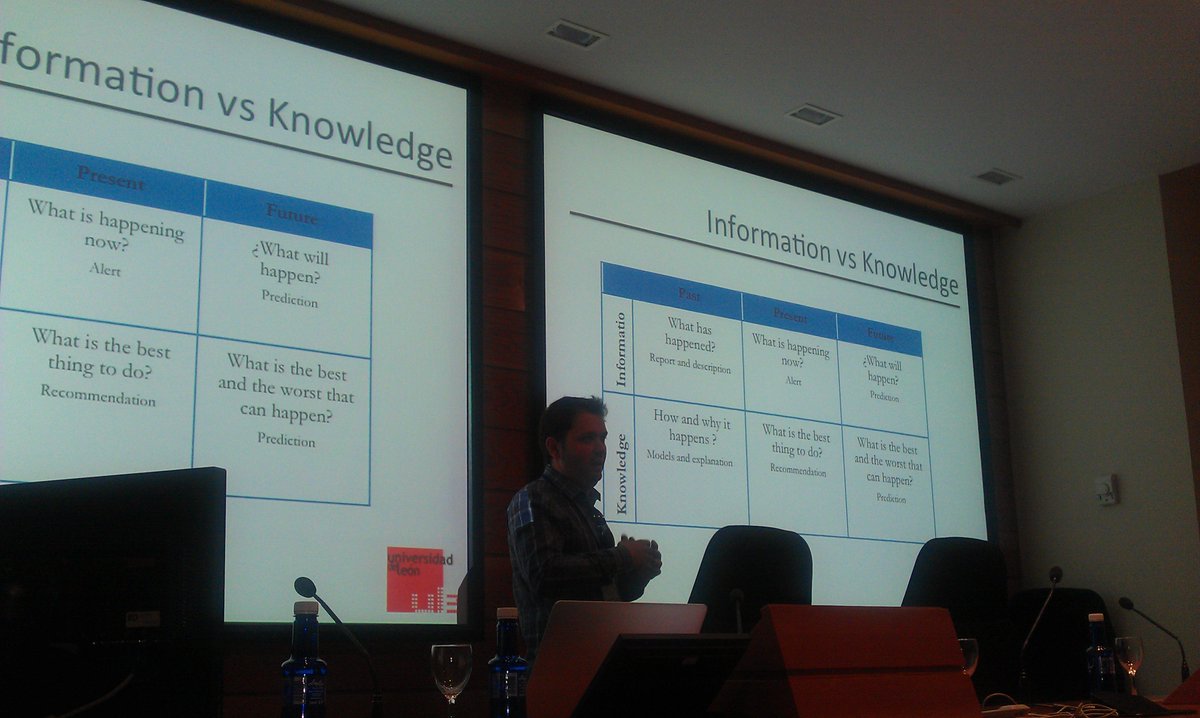 formation vs Knowledge
Present
Future
What is happening
now?
Alert
¿What will
happen?
Prediction
What is the best
thing to do?
Recommendation
What is the best
and the worst that
can happen?
Prediction
universidad
de león
Information vs Knowledge
Past
Present
Future
Informatio
What has
happened?
Report and description
What is happening
now?
Alert
¿What will
happen?
Prediction
Knowledge
How and why it
happens ?
Models and explanation
What is the best
thing to do?
Recommendation
What is the best
and the worst that
can happen?
Prediction